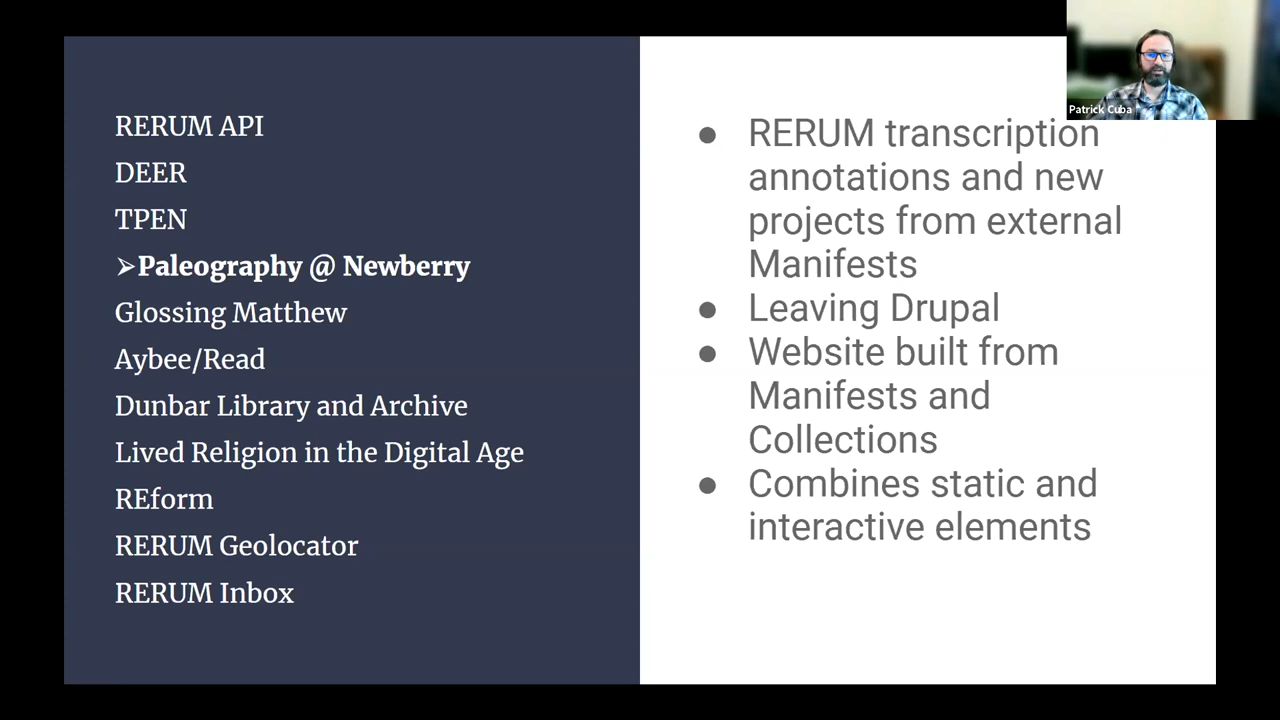 RERUM API
DEER
TPEN
➢Paleography @ Newberry
Glossing Matthew
Aybee/Read
Dunbar Library and Archive
Lived Religion in the Digital Age
REform
RERUM Geolocator
RERUM Inbox
● RERUM transcription
annotations and new
projects from external
Manifests
● Leaving Drupal
● Website built from
Manifests and
Collections
● Combines static and
interactive elements
Patrick Cuba